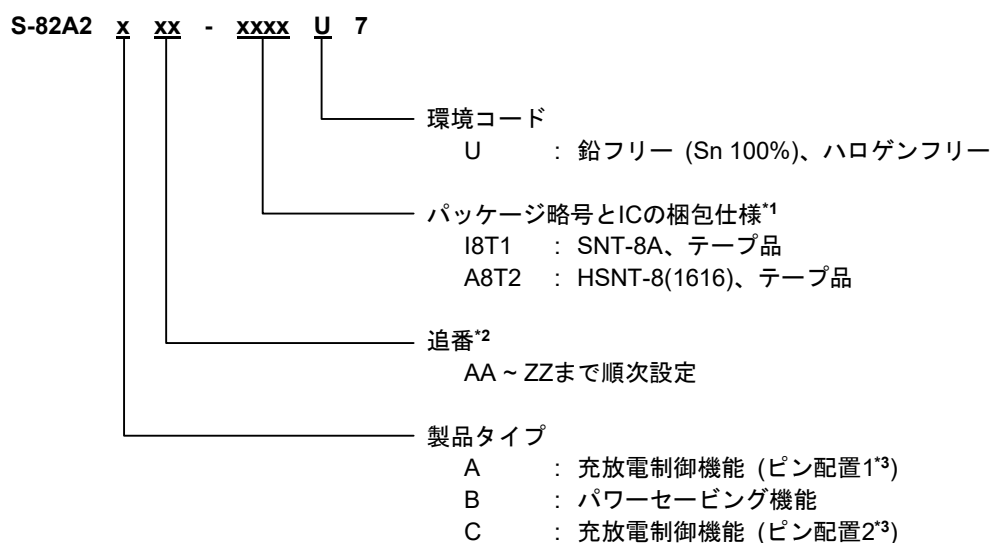 S-82A2 x xx - xxxx U 7
環境コード
U : 鉛フリー (Sn 100%)、ハロゲンフリー
パッケージ略号とICの梱包仕様*1
I8T1 : SNT-8A、テープ品
A8T2 : HSNT-8(1616)、テープ品
追番*2
AA ~ ZZまで順次設定
製品タイプ
A : 充放電制御機能 (ピン配置1*3)
B : パワーセービング機能
C : 充放電制御機能 (ピン配置2*3)